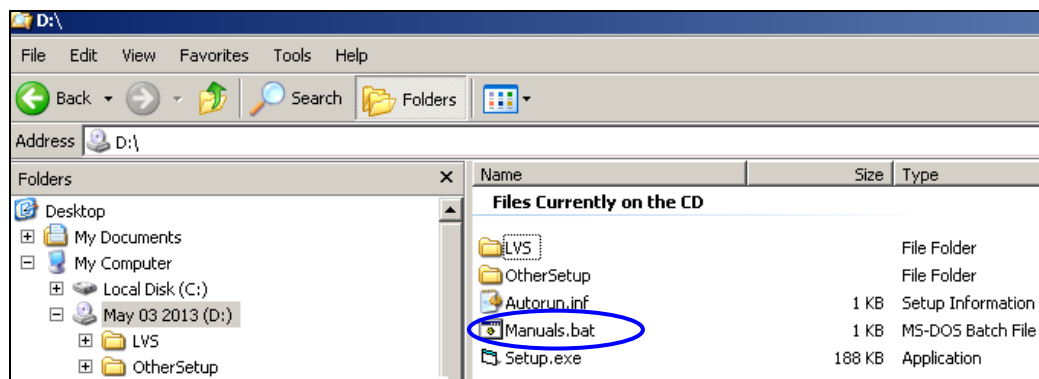 D:\
File Edit View Favorites Tools Help
Back Search Folders
Address D:\
Folders
Desktop
My Documents
My Computer
Local Disk (C:)
May 03 2013 (D:)
LVS
OtherSetup
Name Size Type
Files Currently on the CD
LVS File Folder
OtherSetup File Folder
Autorun.inf 1 KB Setup Information
Manuals.bat 1 KB MS-DOS Batch File
Setup.exe 188 KB Application